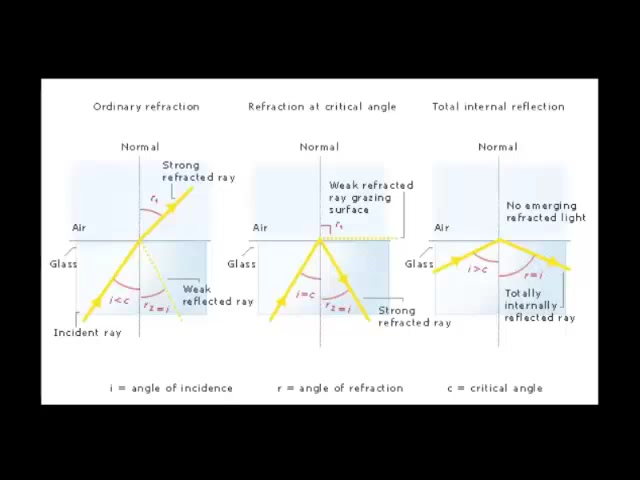 Ordinary refraction
Refraction at critical angle
Total internal reflection
Normal
Strong
refracted ray
r₁
Air
Glass
i<c
r₂=i
Weak
reflected ray
Incident ray
Normal
Weak refracted
ray grazing
surface
r₁
Air
Glass
i=c
r₂=i
Strong
refracted ray
Normal
No emerging
refracted light
Air
Glass
i>c
r=i
Totally
internally
reflected ray
i = angle of incidence
r = angle of refraction
c = critical angle